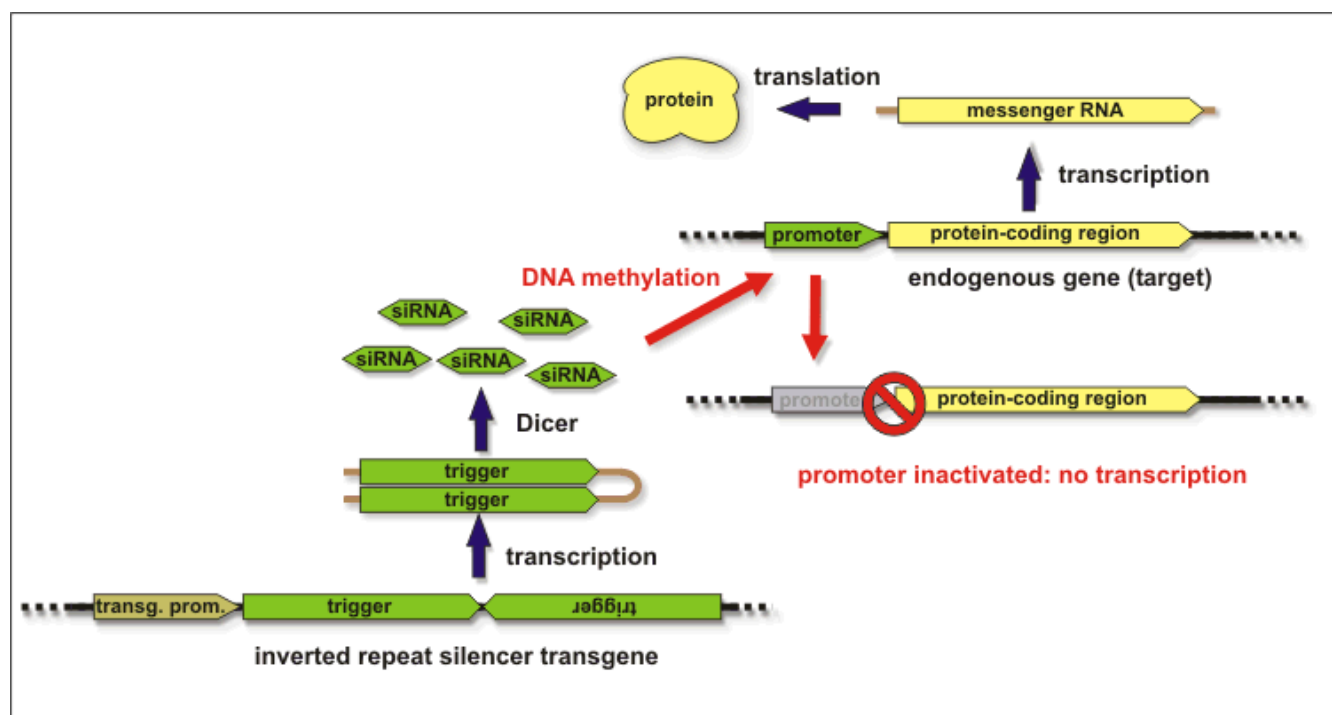 translation
protein
messenger RNA
transcription
promoter
protein-coding region
DNA methylation
endogenous gene (target)
siRNA
siRNA
siRNA
siRNA
siRNA
promote
protein-coding region
Dicer
trigger
promoter inactivated: no transcription
trigger
transcription
transg. prom.
trigger
trigger
inverted repeat silencer transgene